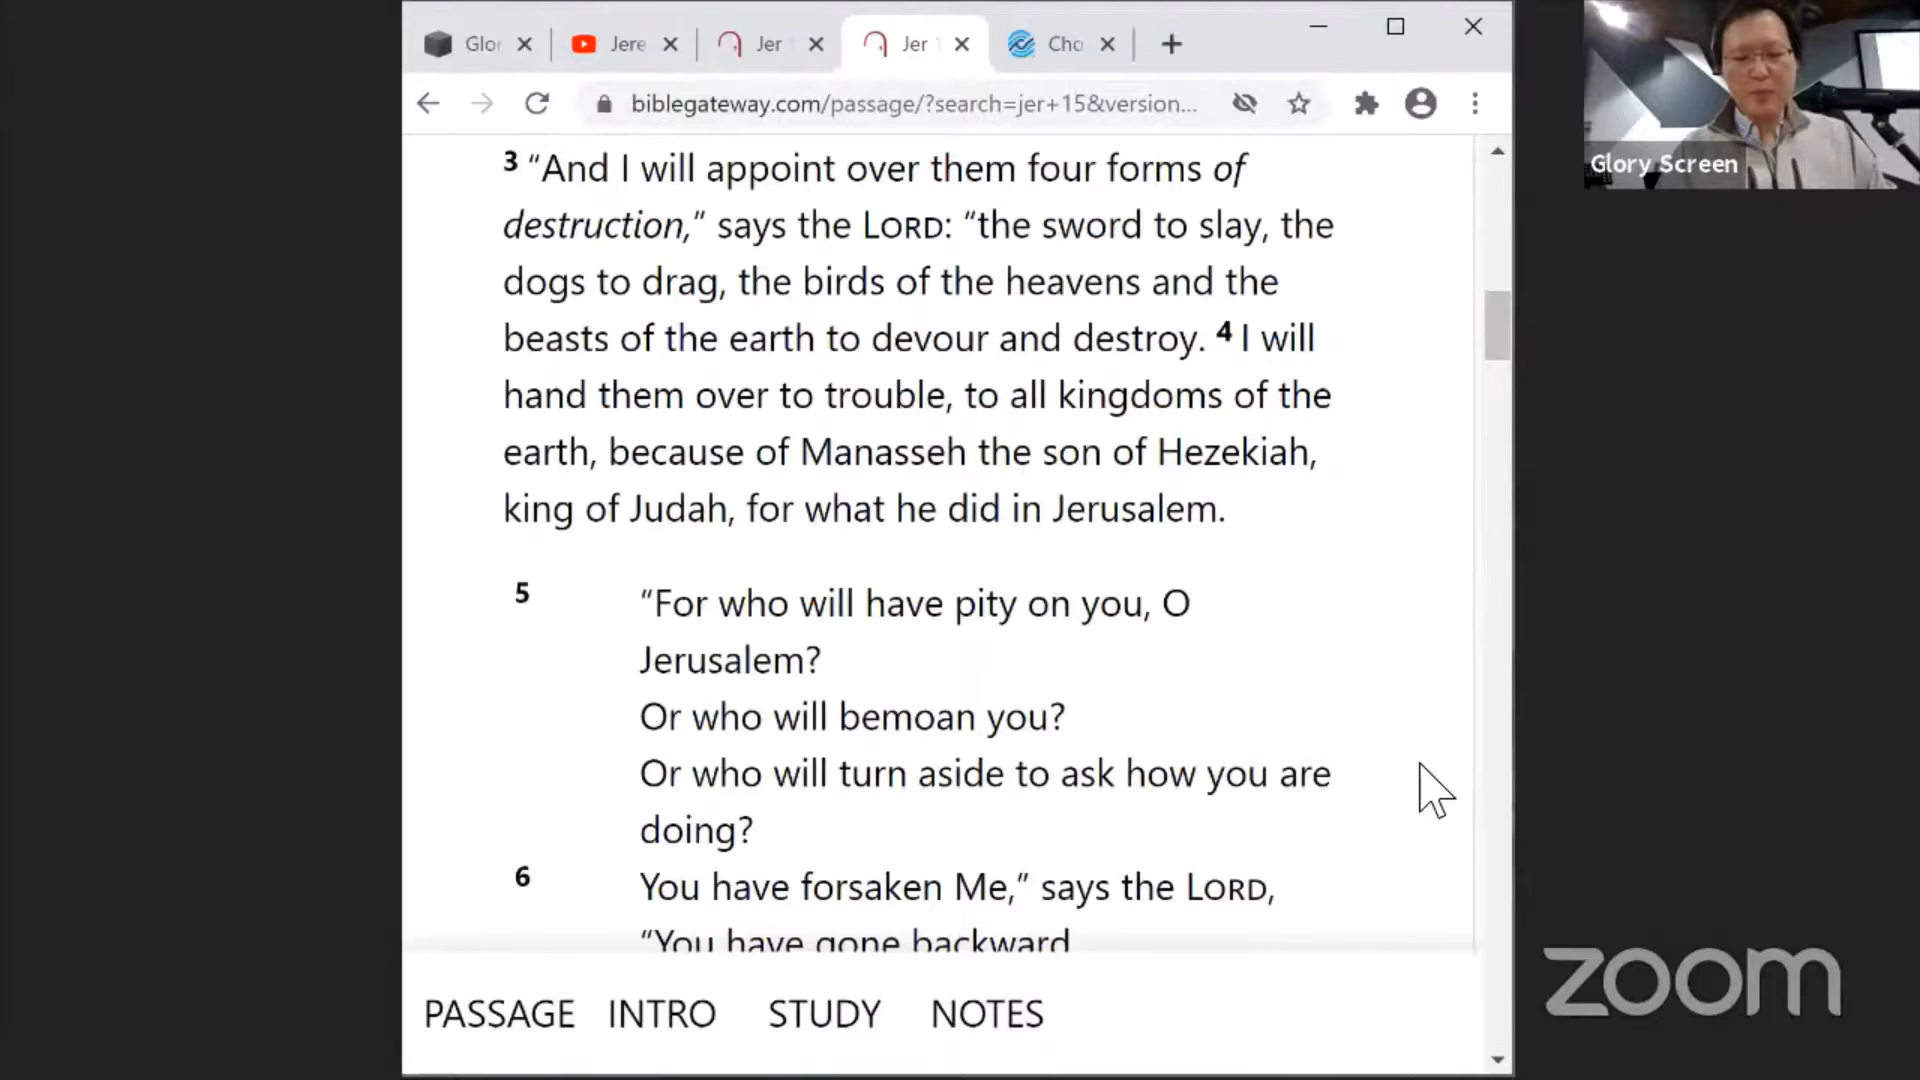 Glor
Jere
Jer 1
Jer 1
Cho
biblegateway.com/passage/?search=jer+15&version...
Glory Screen
3 “And I will appoint over them four forms of
destruction,” says the LORD: “the sword to slay, the
dogs to drag, the birds of the heavens and the
beasts of the earth to devour and destroy. 4 I will
hand them over to trouble, to all kingdoms of the
earth, because of Manasseh the son of Hezekiah,
king of Judah, for what he did in Jerusalem.
5 “For who will have pity on you, O
Jerusalem?
Or who will bemoan you?
Or who will turn aside to ask how you are
doing?
6 You have forsaken Me,” says the LORD,
“You have gone backward
PASSAGE INTRO STUDY NOTES
zoom